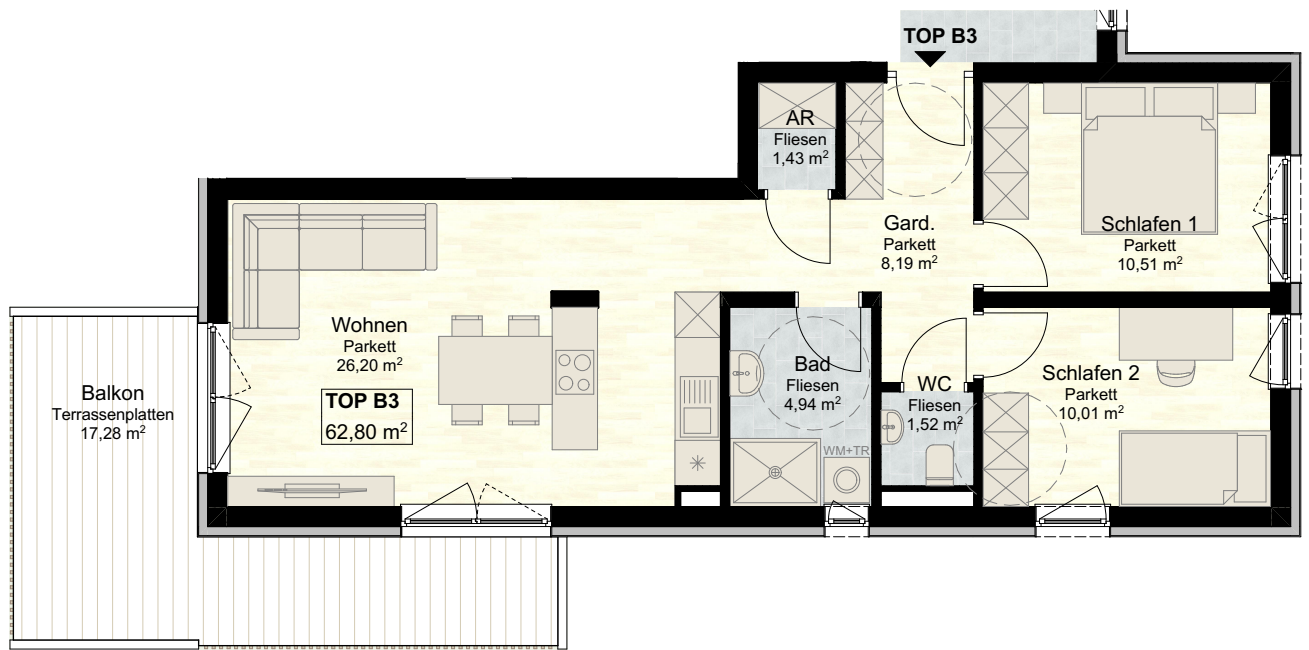 TOP B3
AR
Fliesen
1,43 m²
Gard.
Parkett
8,19 m²
Schlafen 1
Parkett
10,51 m²
Wohnen
Parkett
26,20 m²
TOP B3
62,80 m²
Balkon
Terrassenplatten
17,28 m²
Bad
Fliesen
4,94 m²
WM+TR
WC
Fliesen
1,52 m²
Schlafen 2
Parkett
10,01 m²